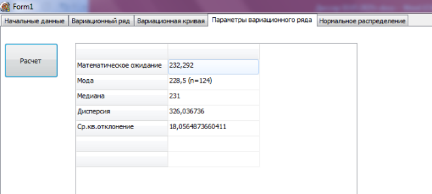 Form1
Начальные данные Вариационный ряд Вариационная кривая Параметры вариационного ряда Нормальное распределение
Расчет
Математическое ожидание 232,292
Мода 228,5 (n=124)
Медиана 231
Дисперсия 326,036736
Ср.кв.отклонение 18,0564873660411